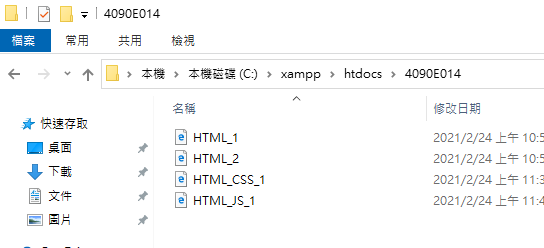 4090E014
檔案 常用 共用 檢視
本機 > 本機磁碟 (C:) > xampp > htdocs > 4090E014
名稱 修改日期
快速存取
桌面
下載
文件
圖片
HTML_1 2021/2/24 上午 10:5
HTML_2 2021/2/24 上午 10:5
HTML_CSS_1 2021/2/24 上午 11:3
HTML_JS_1 2021/2/24 上午 11:4